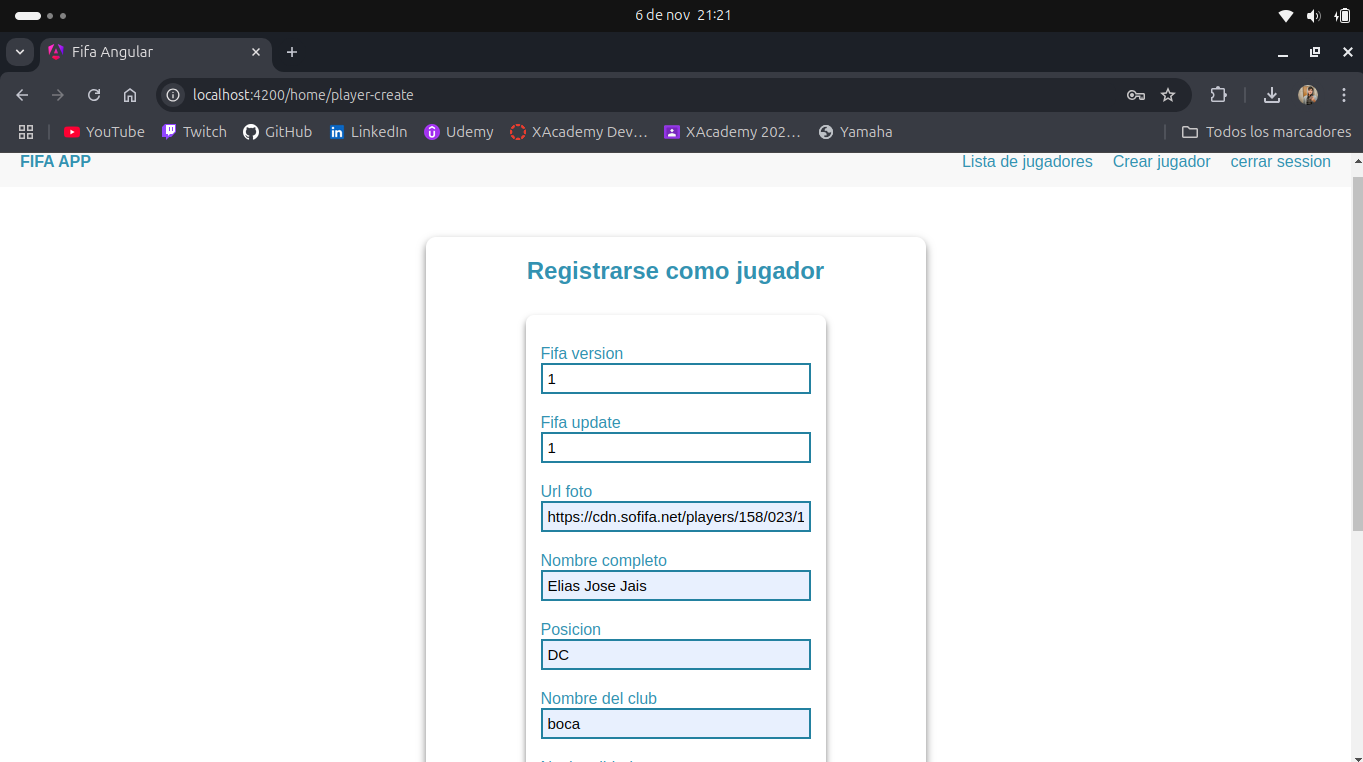 6 de nov 21:21
Fifa Angular
localhost:4200/home/player-create
YouTube Twitch GitHub LinkedIn Udemy XAcademy Dev... XAcademy 202... Yamaha Todos los marcadores
FIFA APP Lista de jugadores Crear jugador cerrar session
Registrarse como jugador
Fifa version
1
Fifa update
1
Url foto
https://cdn.sofifa.net/players/158/023/1
Nombre completo
Elias Jose Jais
Posicion
DC
Nombre del club
boca